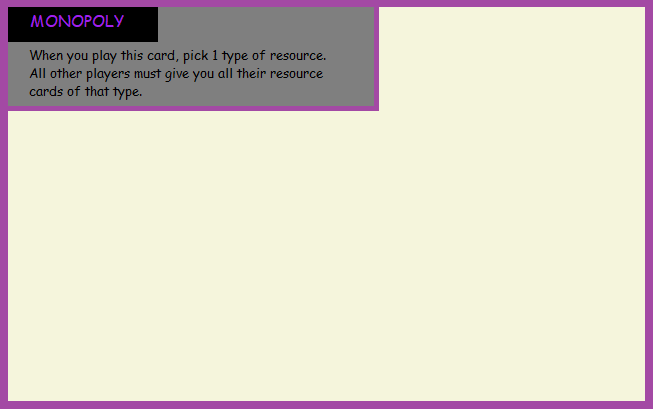 MONOPOLY
When you play this card, pick 1 type of resource.
All other players must give you all their resource
cards of that type.